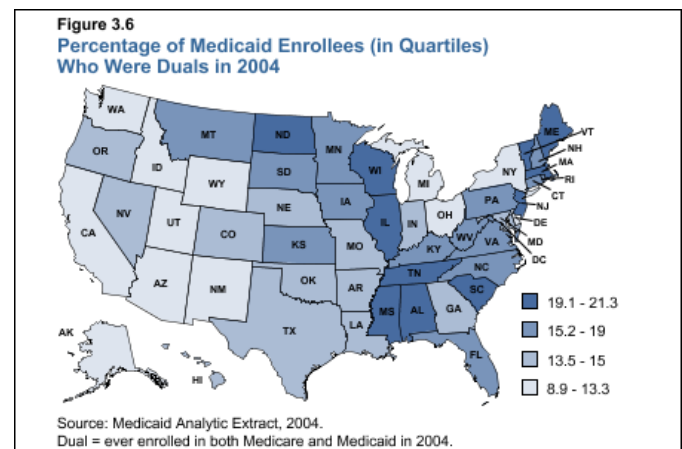 Figure 3.6
Percentage of Medicaid Enrollees (in Quartiles)
Who Were Duals in 2004
WA
OR
CA
NV
ID
MT
WY
UT
AZ
CO
NM
ND
SD
NE
KS
OK
TX
MN
IA
MO
AR
LA
WI
IL
MI
IN
OH
KY
TN
MS
AL
GA
FL
SC
NC
VA
WV
PA
NY
ME
VT
NH
MA
RI
CT
NJ
DE
MD
DC
AK
HI
19.1 - 21.3
15.2 - 19
13.5 - 15
8.9 - 13.3
Source: Medicaid Analytic Extract, 2004.
Dual = ever enrolled in both Medicare and Medicaid in 2004.